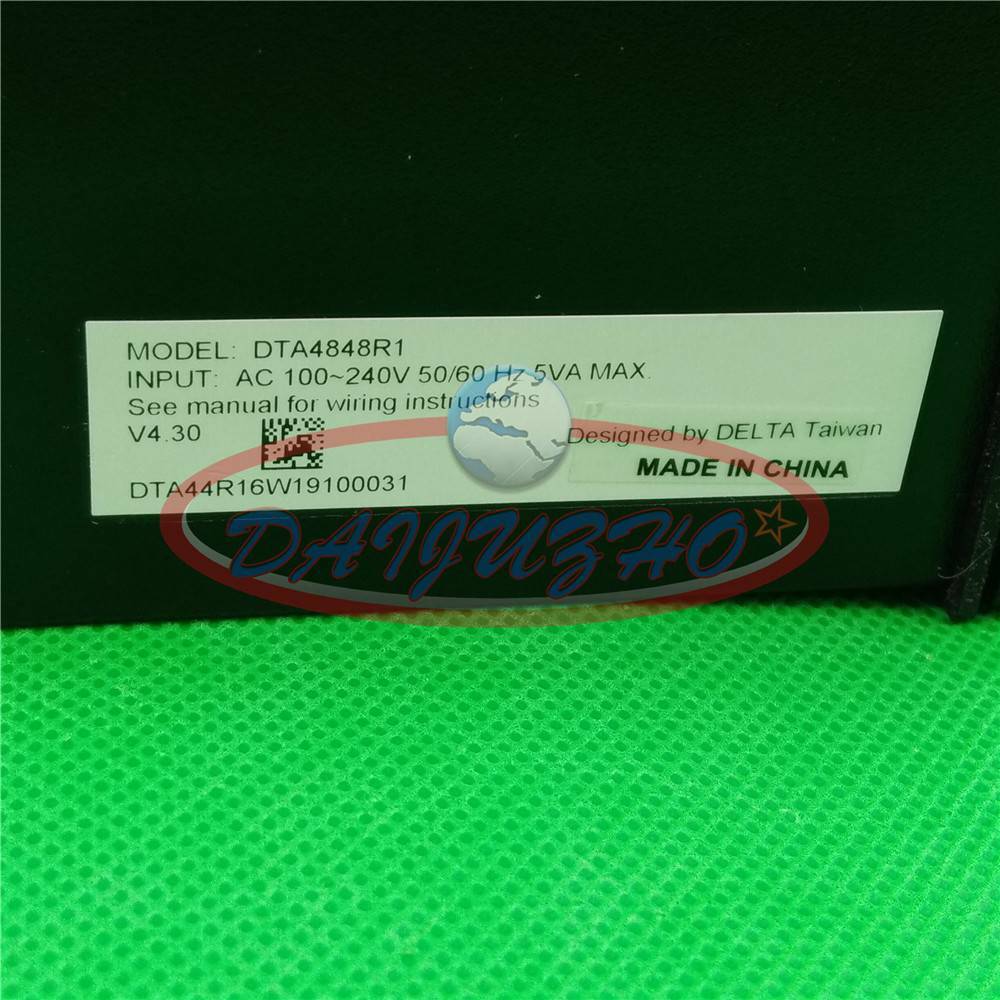 MODEL: DTA4848R1
INPUT: AC 100~240V 50/60 Hz 5VA MAX.
See manual for wiring instructions
V4.30
Designed by DELTA Taiwan
MADE IN CHINA
DTA44R16W19100031
DAIJUZHO